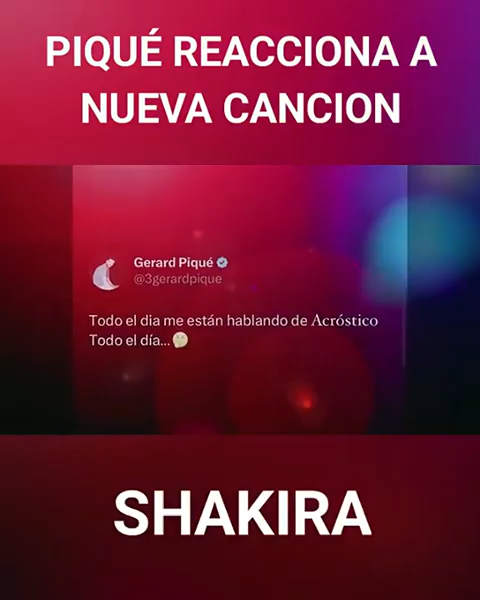 PIQUÉ REACCIONA A
NUEVA CANCION
Gerard Piqué
@3gerardpique
Todo el dia me están hablando de Acróstico
Todo el día...🤔
SHAKIRA